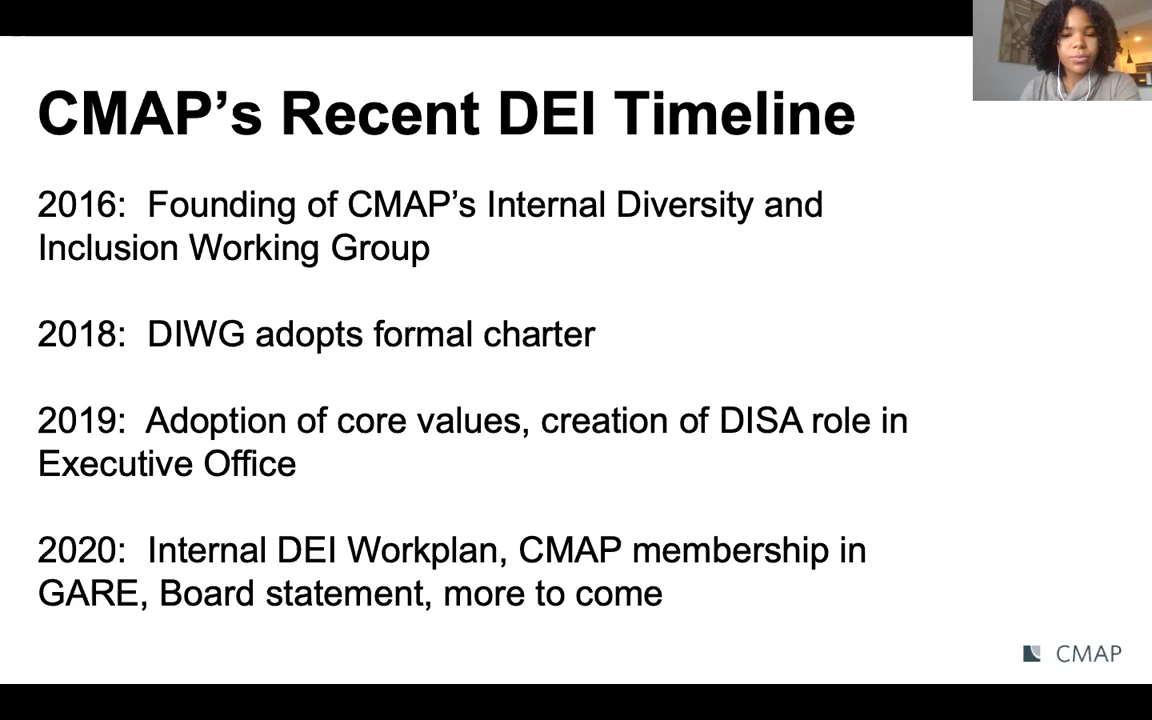 CMAP’s Recent DEI Timeline
2016:  Founding of CMAP’s Internal Diversity and
Inclusion Working Group
2018:  DIWG adopts formal charter
2019:  Adoption of core values, creation of DISA role in
Executive Office
2020:  Internal DEI Workplan, CMAP membership in
GARE, Board statement, more to come
CMAP